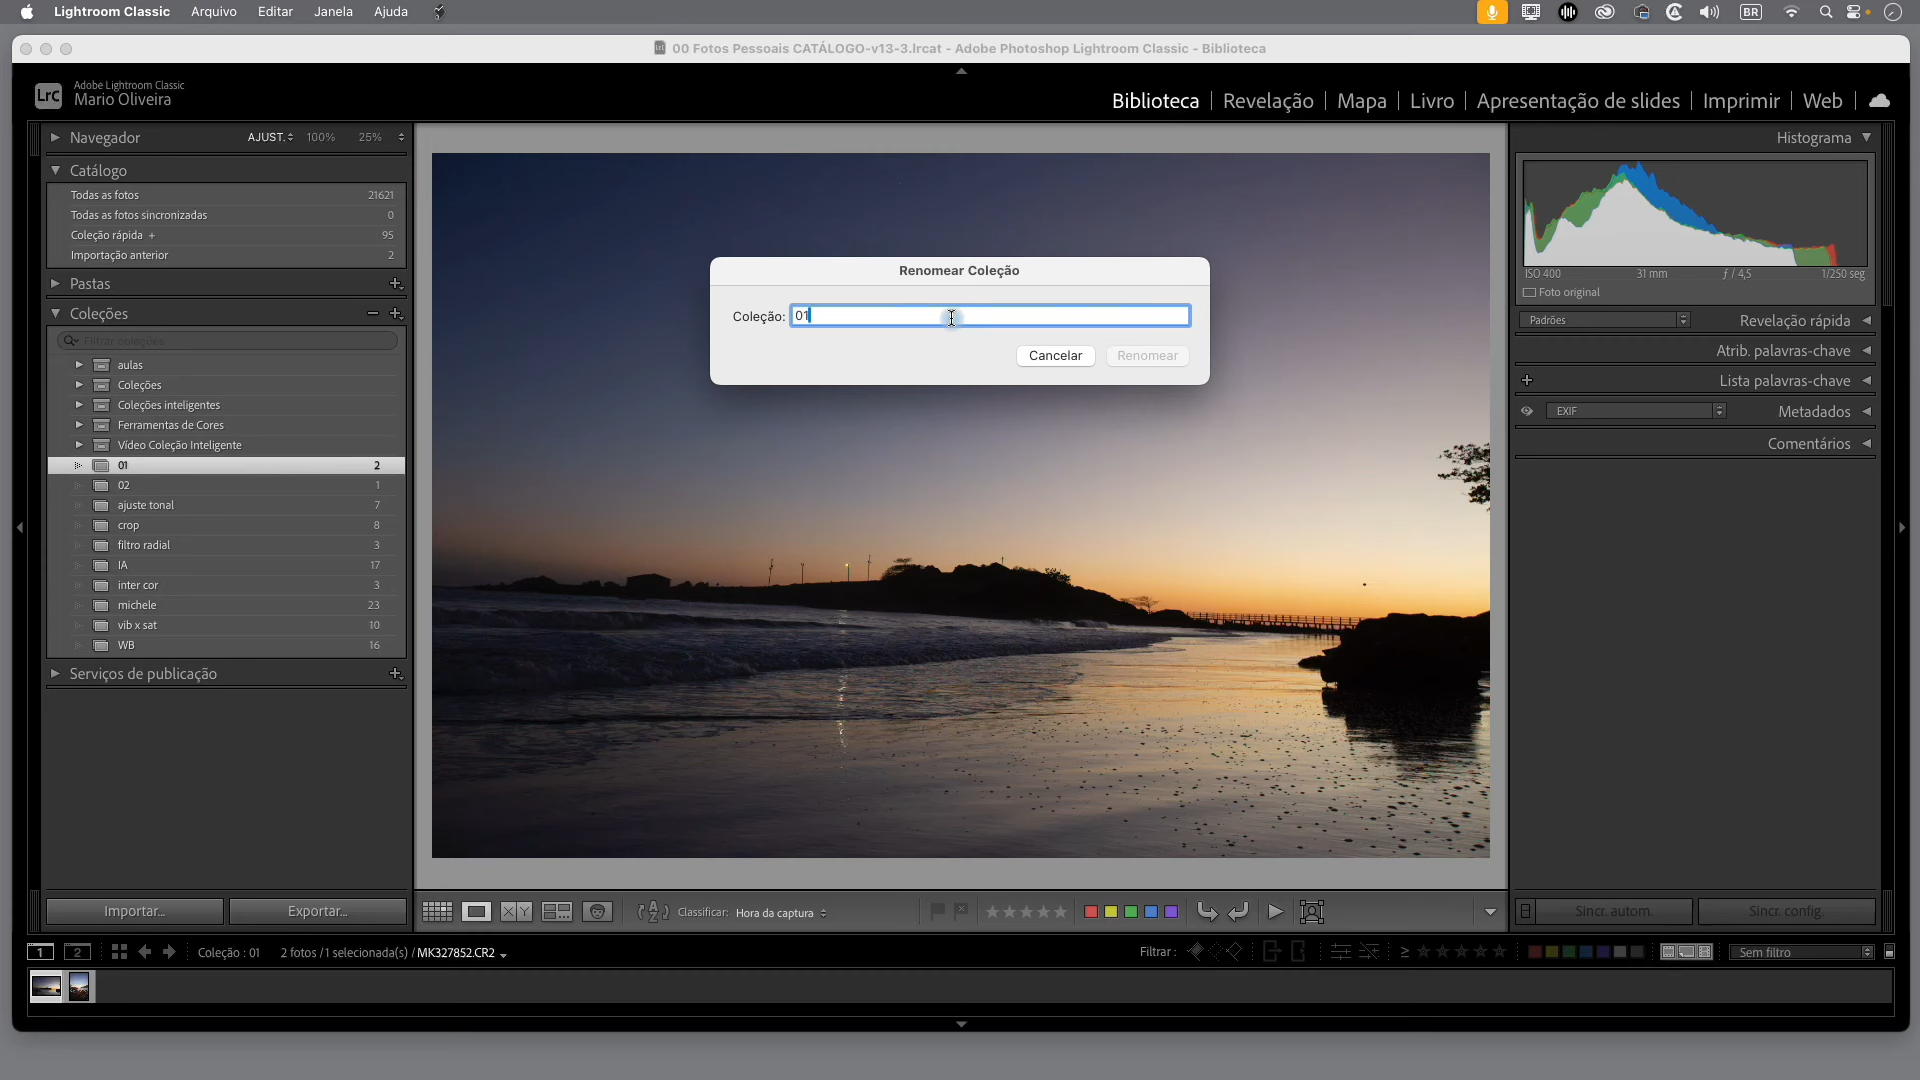 Lightroom Classic Arquivo Editar Janela Ajuda BR
00 Fotos Pessoais CATÁLOGO-v13-3.lrcat - Adobe Photoshop Lightroom Classic - Biblioteca
Lrc Adobe Lightroom Classic
Mario Oliveira
Biblioteca | Revelação | Mapa | Livro | Apresentação de slides | Imprimir | Web
Navegador AJUST. 100% 25%
Catálogo
Todas as fotos 21621
Todas as fotos sincronizadas 0
Coleção rápida + 95
Importação anterior 2
Pastas
Coleções
Filtrar coleções
aulas
Coleções
Coleções inteligentes
Ferramentas de Cores
Vídeo Coleção Inteligente
01 2
02 1
ajuste tonal 7
crop 8
filtro radial 3
IA 17
inter cor 3
michele 23
vib x sat 10
WB 16
Serviços de publicação
Importar... Exportar...
Renomear Coleção
Coleção: 01
Cancelar Renomear
Histograma
ISO 400 31 mm ƒ / 4,5 1/250 seg
Foto original
Padrões Revelação rápida
Atrib. palavras-chave
Lista palavras-chave
EXIF Metadados
Comentários
X Y Classificar: Hora da captura
Sincr. autom. Sincr. config.
1 2 Coleção : 01 2 fotos / 1 selecionada(s) / MK327852.CR2 Filtrar : ≥ Sem filtro